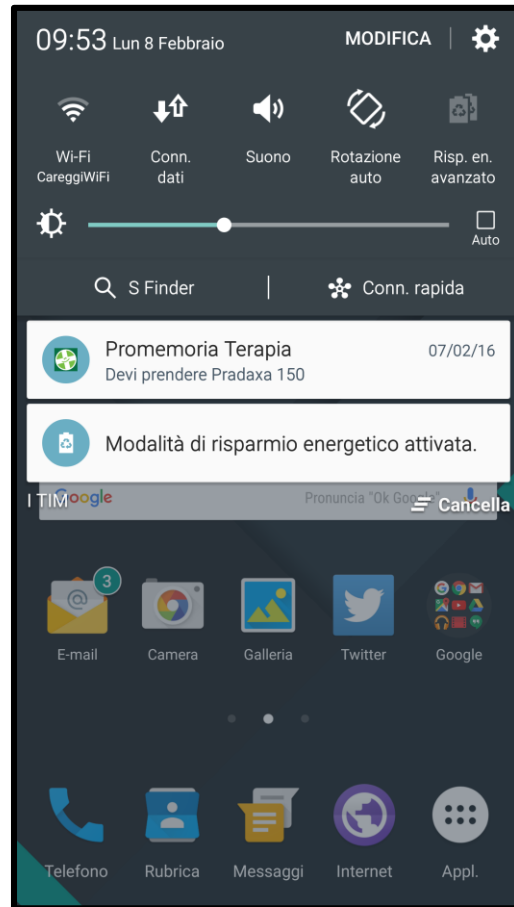 09:53 Lun 8 Febbraio MODIFICA
Wi-Fi
CareggiWiFi
Conn.
dati
Suono
Rotazione
auto
Risp. en.
avanzato
Auto
S Finder
Conn. rapida
Promemoria Terapia 07/02/16
Devi prendere Pradaxa 150
Modalità di risparmio energetico attivata.
I TIM
Google
Pronuncia "Ok Google"
Cancella
3
E-mail
Camera
Galleria
Twitter
Google
Telefono
Rubrica
Messaggi
Internet
Appl.